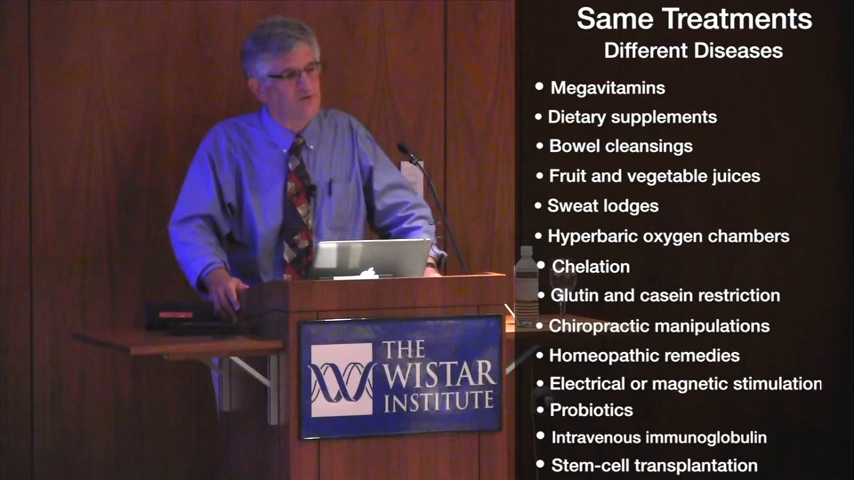 Same Treatments
Different Diseases
• Megavitamins
• Dietary supplements
• Bowel cleansings
• Fruit and vegetable juices
• Sweat lodges
• Hyperbaric oxygen chambers
• Chelation
• Glutin and casein restriction
• Chiropractic manipulations
• Homeopathic remedies
• Electrical or magnetic stimulation
• Probiotics
• Intravenous immunoglobulin
• Stem-cell transplantation
THE
WISTAR
INSTITUTE